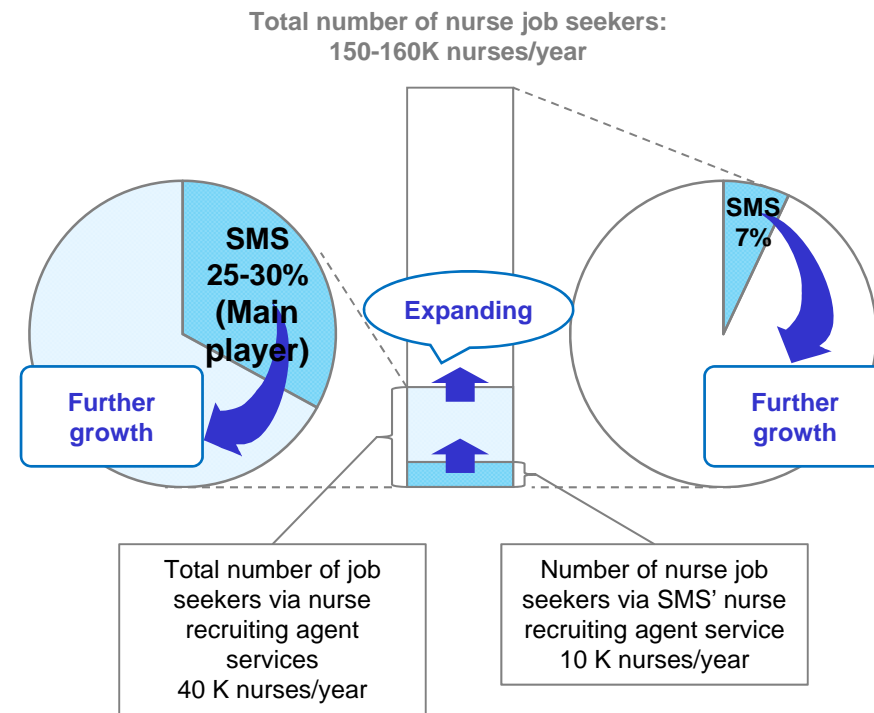 Total number of nurse job seekers:
150-160K nurses/year
SMS
25-30%
(Main
player)
Further
growth
Expanding
SMS
7%
Further
growth
Total number of job
seekers via nurse
recruiting agent
services
40 K nurses/year
Number of nurse job
seekers via SMS’ nurse
recruiting agent service
10 K nurses/year